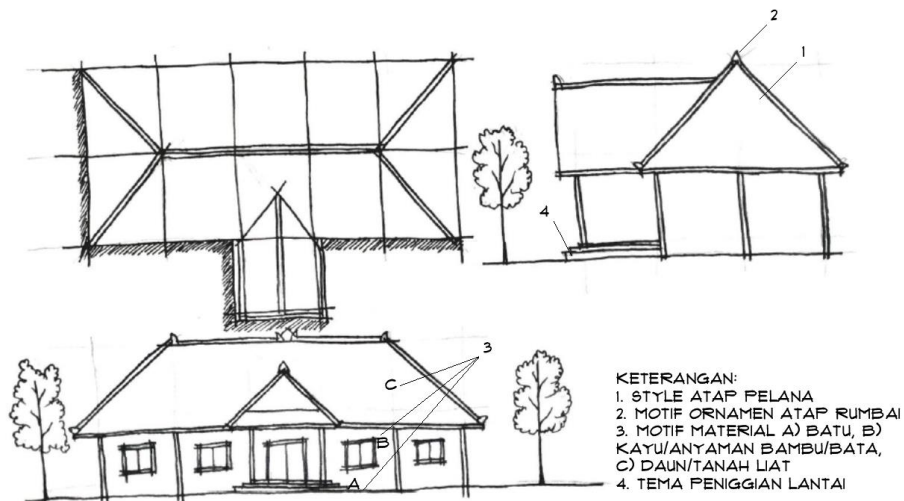 2
1
4
3
C
B
A
KETERANGAN:
1. STYLE ATAP PELANA
2. MOTIF ORNAMEN ATAP RUMBAI
3. MOTIF MATERIAL A) BATU, B)
KAYU/ANYAMAN BAMBU/BATA,
C) DAUN/TANAH LIAT
4. TEMA PENIGGIAN LANTAI